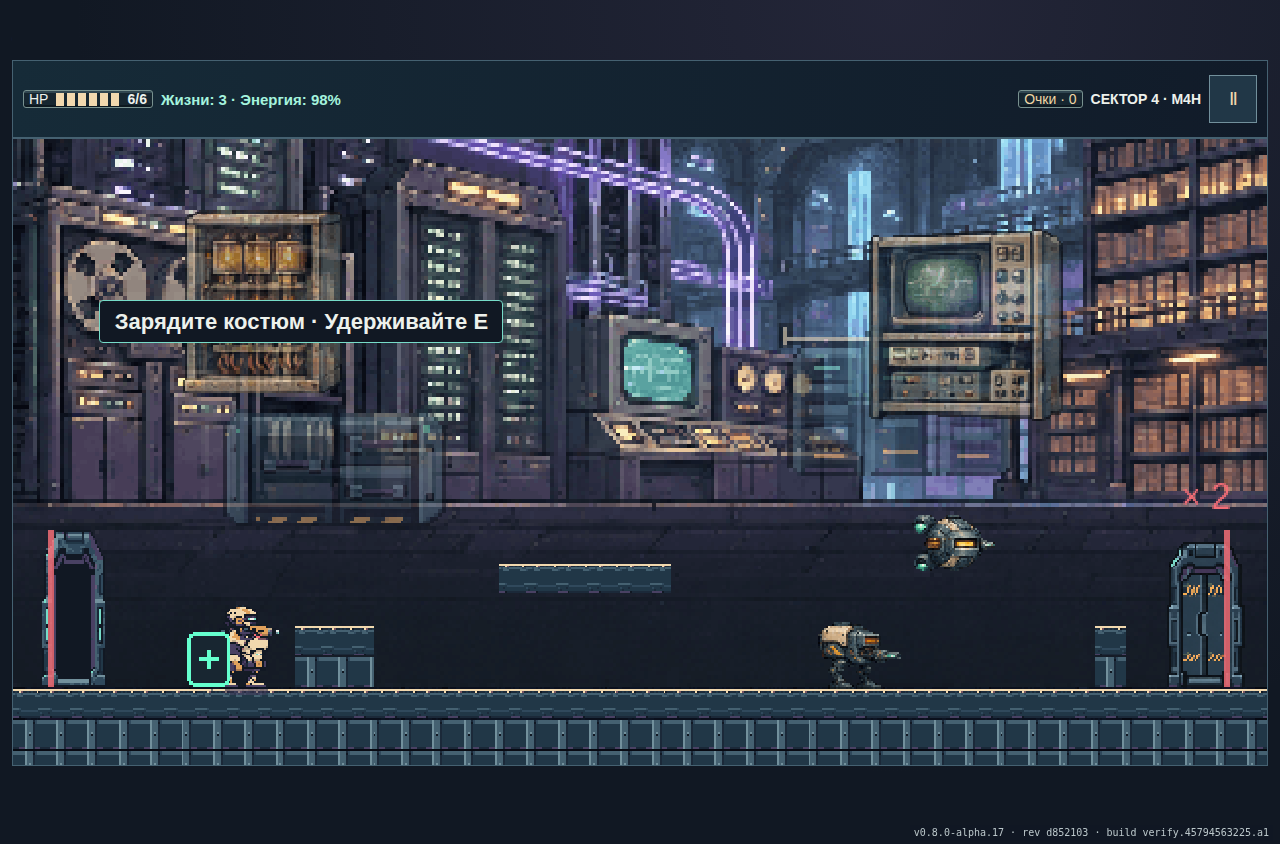 HP 6/6 Жизни: 3 · Энергия: 98% Очки · 0 СЕКТОР 4 · M4H II
Зарядите костюм · Удерживайте E
× 2
+
v0.8.0-alpha.17 · rev d852103 · build verify.45794563225.a1